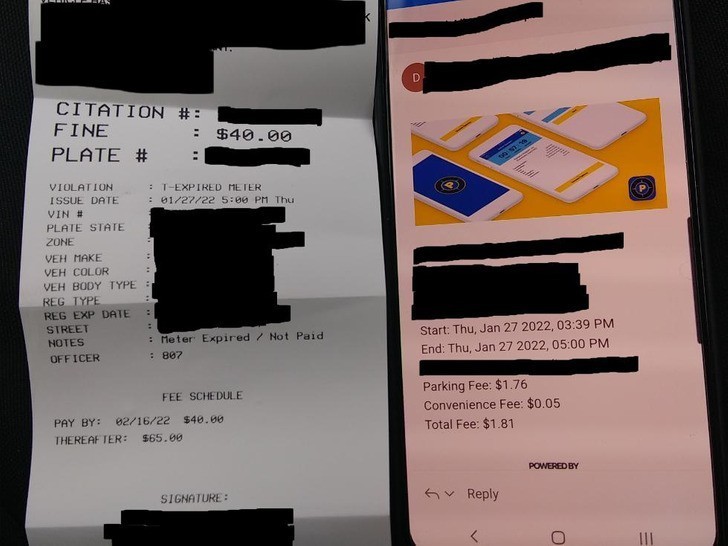 CITATION #:
FINE : $40.00
PLATE # :
VIOLATION : T-EXPIRED METER
ISSUE DATE : 01/27/22 5:00 PM Thu
VIN # :
PLATE STATE :
ZONE :
VEH MAKE :
VEH COLOR :
VEH BODY TYPE :
REG TYPE :
REG EXP DATE :
STREET :
NOTES : Meter Expired / Not Paid
OFFICER : 807
FEE SCHEDULE
PAY BY: 02/16/22 $40.00
THEREAFTER: $65.00
SIGNATURE:
D
P
P
Start: Thu, Jan 27 2022, 03:39 PM
End: Thu, Jan 27 2022, 05:00 PM
Parking Fee: $1.76
Convenience Fee: $0.05
Total Fee: $1.81
POWERED BY
Reply